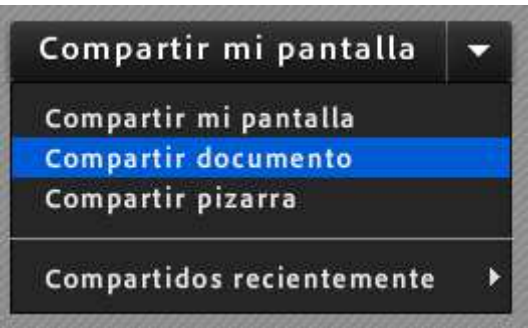 Compartir mi pantalla
Compartir mi pantalla
Compartir documento
Compartir pizarra
Compartidos recientemente